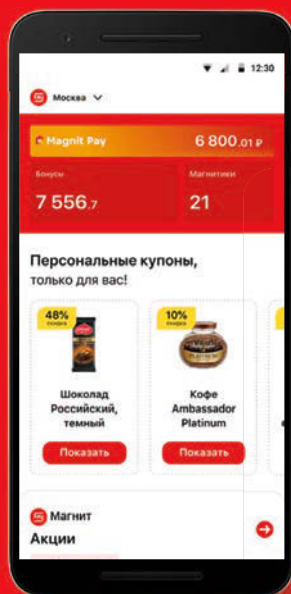 12:30
Москва
Magnit Pay
6 800.01 ₽
Бонусы
Магнитики
7 556.7
21
Персональные купоны,
только для вас!
48%
скидка
10%
скидка
Шоколад
Российский,
темный
Кофе
Ambassador
Platinum
Показать
Показать
Магнит
Акции